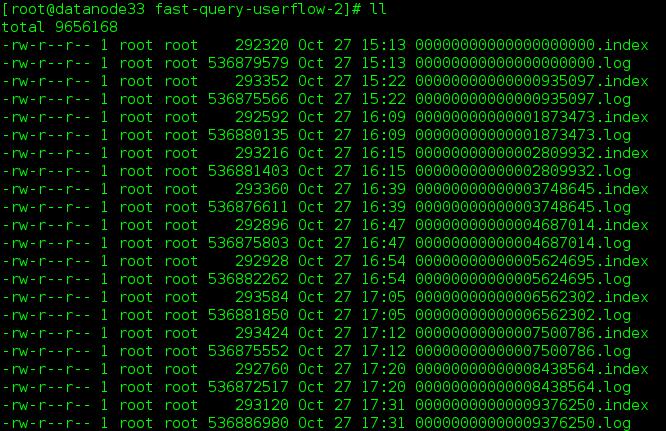 [root@datanode33 fast-query-userflow-2]# ll
total 9656168
-rw-r--r-- 1 root root    292320 Oct 27 15:13 00000000000000000000.index
-rw-r--r-- 1 root root 536879579 Oct 27 15:13 00000000000000000000.log
-rw-r--r-- 1 root root    293352 Oct 27 15:22 00000000000000935097.index
-rw-r--r-- 1 root root 536875566 Oct 27 15:22 00000000000000935097.log
-rw-r--r-- 1 root root    292592 Oct 27 16:09 00000000000001873473.index
-rw-r--r-- 1 root root 536880135 Oct 27 16:09 00000000000001873473.log
-rw-r--r-- 1 root root    293216 Oct 27 16:15 00000000000002809932.index
-rw-r--r-- 1 root root 536881403 Oct 27 16:15 00000000000002809932.log
-rw-r--r-- 1 root root    293360 Oct 27 16:39 00000000000003748645.index
-rw-r--r-- 1 root root 536876611 Oct 27 16:39 00000000000003748645.log
-rw-r--r-- 1 root root    292896 Oct 27 16:47 00000000000004687014.index
-rw-r--r-- 1 root root 536875803 Oct 27 16:47 00000000000004687014.log
-rw-r--r-- 1 root root    292928 Oct 27 16:54 00000000000005624695.index
-rw-r--r-- 1 root root 536882262 Oct 27 16:54 00000000000005624695.log
-rw-r--r-- 1 root root    293584 Oct 27 17:05 00000000000006562302.index
-rw-r--r-- 1 root root 536881850 Oct 27 17:05 00000000000006562302.log
-rw-r--r-- 1 root root    293424 Oct 27 17:12 00000000000007500786.index
-rw-r--r-- 1 root root 536875552 Oct 27 17:12 00000000000007500786.log
-rw-r--r-- 1 root root    292760 Oct 27 17:20 00000000000008438564.index
-rw-r--r-- 1 root root 536872517 Oct 27 17:20 00000000000008438564.log
-rw-r--r-- 1 root root    293120 Oct 27 17:31 00000000000009376250.index
-rw-r--r-- 1 root root 536886980 Oct 27 17:31 00000000000009376250.log